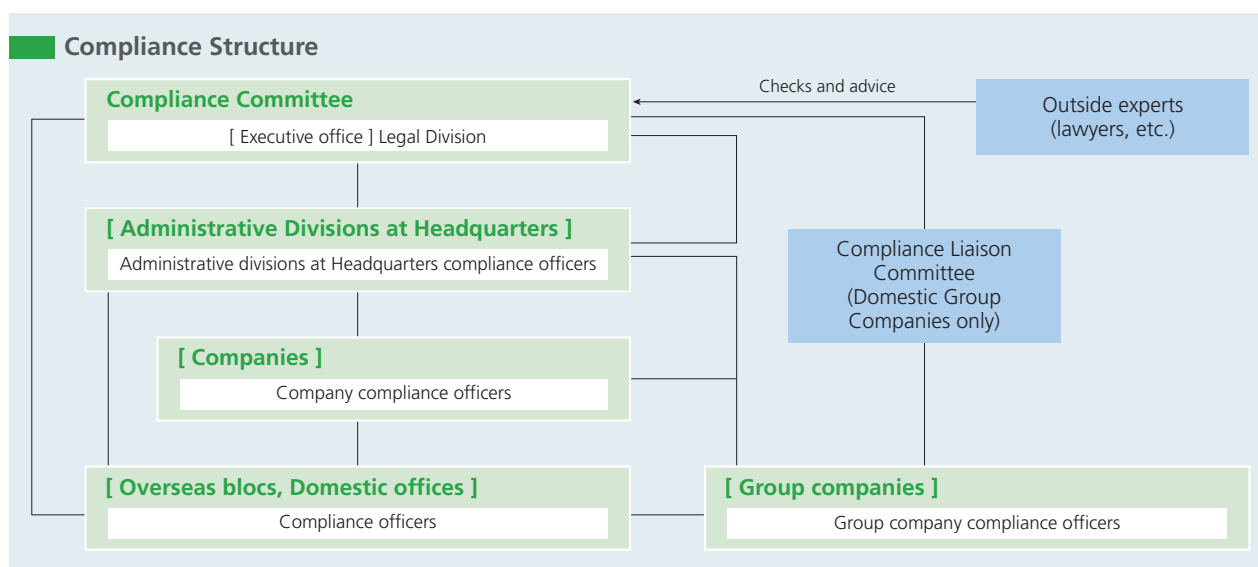 Compliance Structure
Compliance Committee
[ Executive office ] Legal Division
Checks and advice
Outside experts
(lawyers, etc.)
[ Administrative Divisions at Headquarters ]
Administrative divisions at Headquarters compliance officers
Compliance Liaison
Committee
(Domestic Group
Companies only)
[ Companies ]
Company compliance officers
[ Overseas blocs, Domestic offices ]
Compliance officers
[ Group companies ]
Group company compliance officers